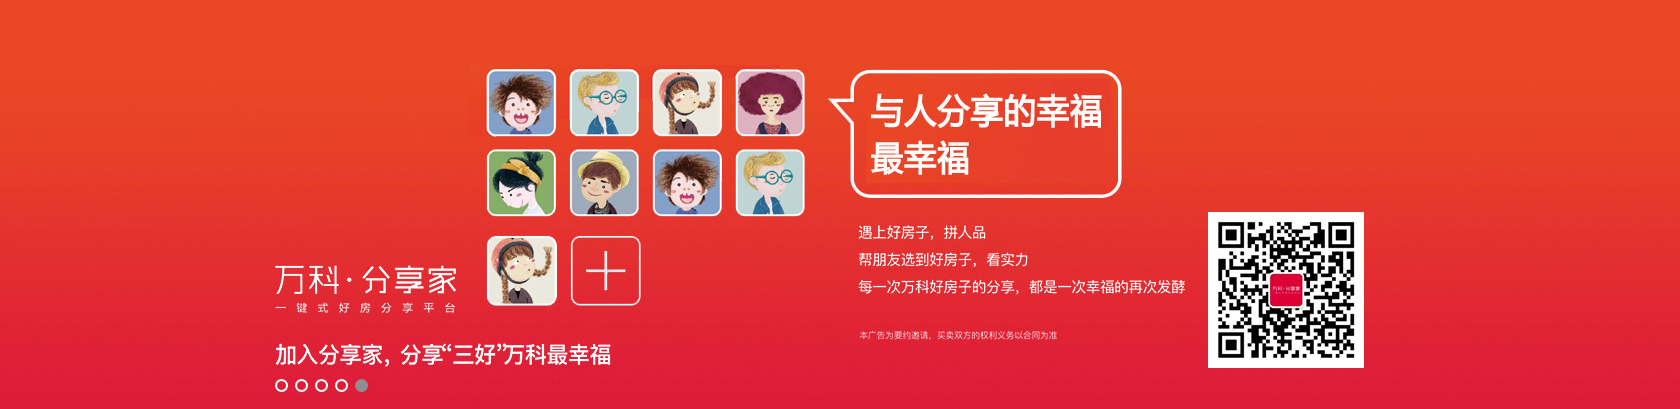 与人分享的幸福
最幸福
遇上好房子，拼人品
帮朋友选到好房子，看实力
每一次万科好房子的分享，都是一次幸福的再次发酵
本广告为要约邀请，买卖双方的权利义务以合同为准
万科·分享家
一键式好房分享平台
加入分享家，分享“三好”万科最幸福
万科·分享家